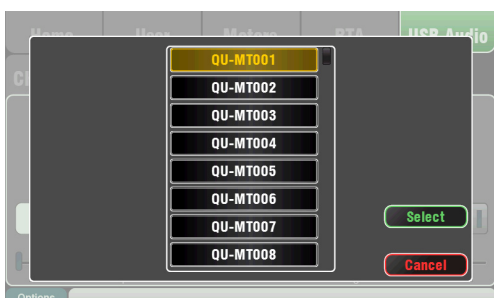 Home User Meters RTA USB Audio
QU-MT001
QU-MT002
QU-MT003
QU-MT004
QU-MT005
QU-MT006
QU-MT007
QU-MT008
Select
Cancel
Options